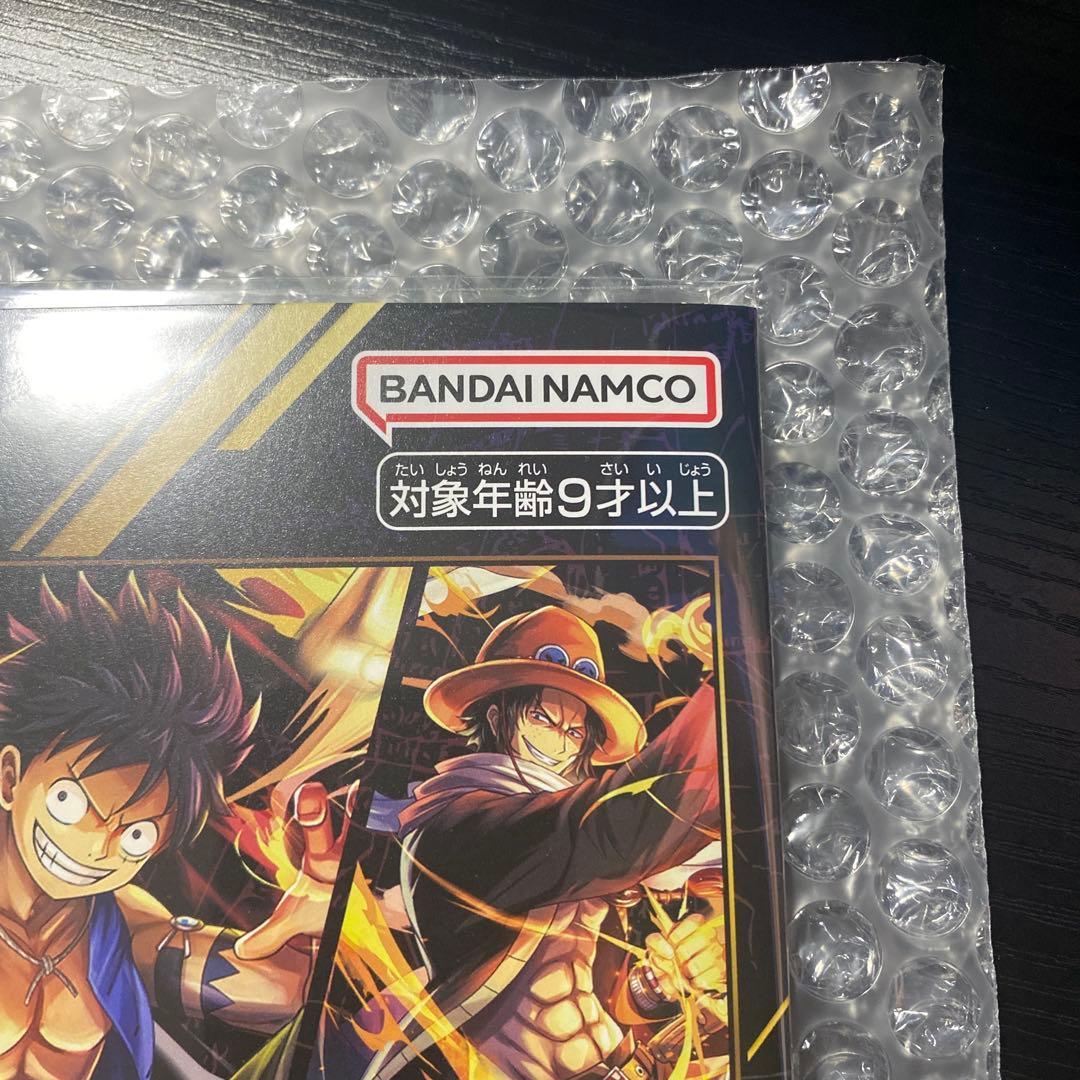 BANDAI NAMCO
たい しょう ねん れい さい い じょう
対象年齢9才以上